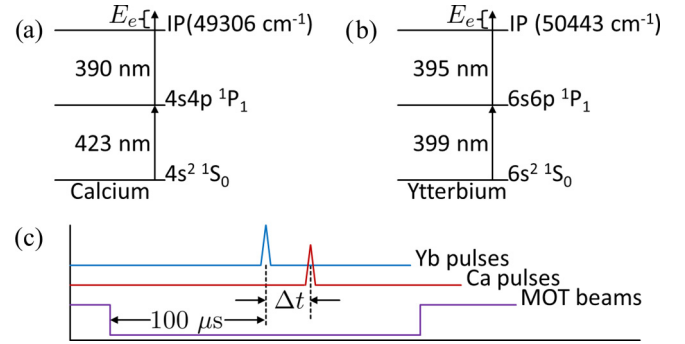 (a) E_e IP(49306 cm⁻¹)
390 nm
4s4p ¹P₁
423 nm
4s² ¹S₀
Calcium
(b) E_e IP (50443 cm⁻¹)
395 nm
6s6p ¹P₁
399 nm
6s² ¹S₀
Ytterbium
(c)
Yb pulses
Ca pulses
Δt
MOT beams
100 μs